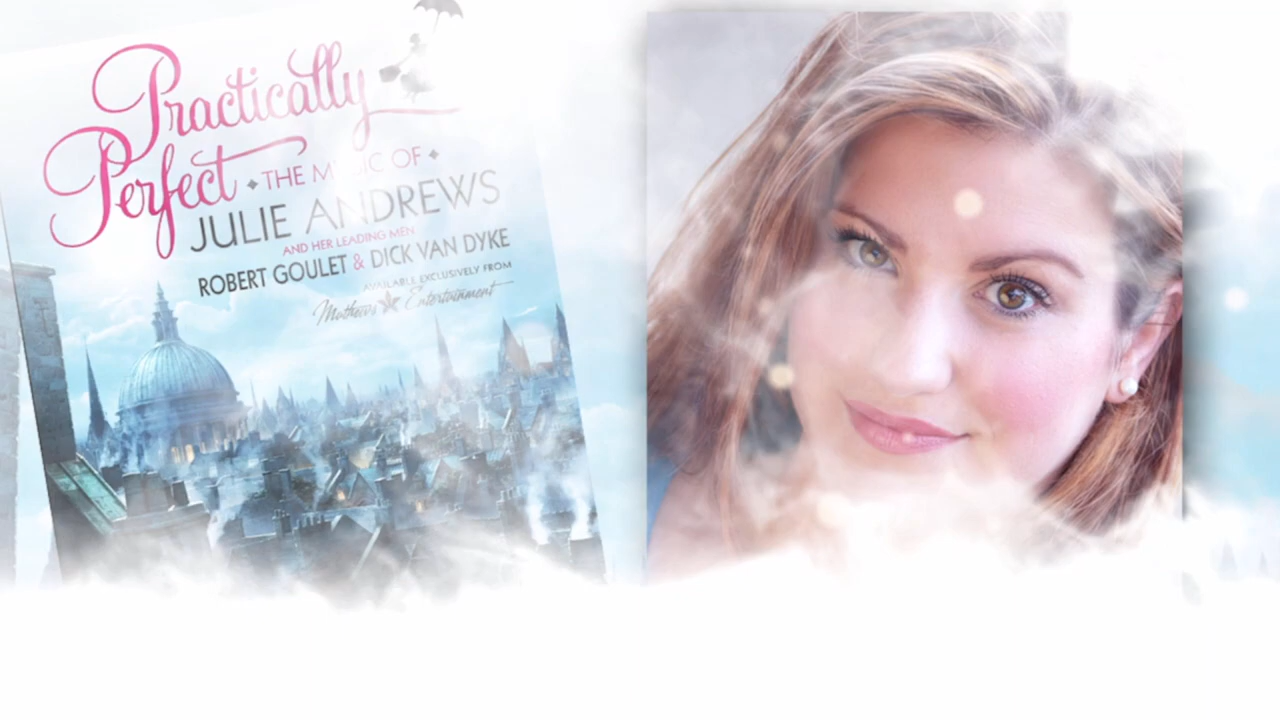 Practically
Perfect
THE MUSIC OF
JULIE ANDREWS
AND HER LEADING MEN
ROBERT GOULET & DICK VAN DYKE
AVAILABLE EXCLUSIVELY FROM
Mathews Entertainment